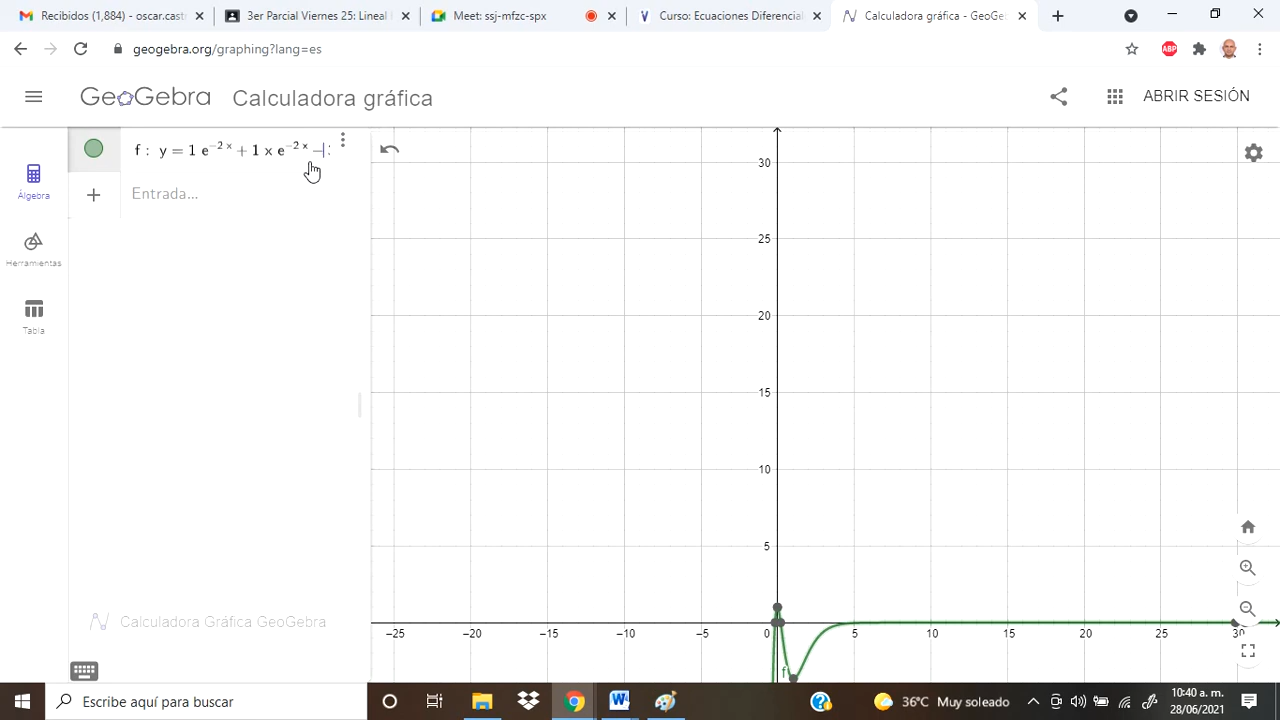 Recibidos (1,884) - oscar.cast
3er Parcial Viernes 25: Lineal
Meet: ssj-mfzc-spx
Curso: Ecuaciones Diferencial
Calculadora gráfica - GeoGe
geogebra.org/graphing?lang=es
ABP
GeoGebra
Calculadora gráfica
ABRIR SESIÓN
f : y = 1 e⁻² ˣ + 1 x e⁻² ˣ −
Entrada...
Álgebra
Herramientas
Tabla
30
25
20
15
10
5
−25 −20 −15 −10 −5 0 5 10 15 20 25 30
f
Calculadora Gráfica GeoGebra
Escribe aquí para buscar
36°C Muy soleado
10:40 a. m.
28/06/2021